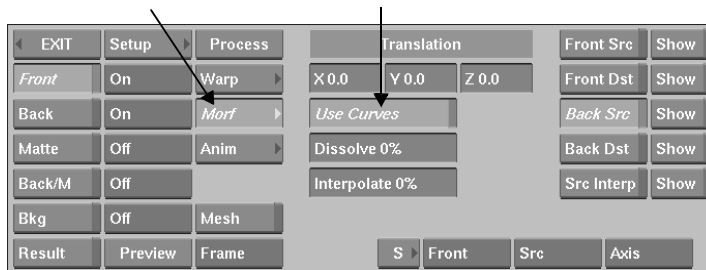 EXIT Setup Process Translation Front Src Show
Front On Warp X 0.0 Y 0.0 Z 0.0 Front Dst Show
Back On Morf Use Curves Back Src Show
Matte Off Anim Dissolve 0% Back Dst Show
Back/M Off Interpolate 0% Src Interp Show
Bkg Off Mesh
Result Preview Frame S Front Src Axis